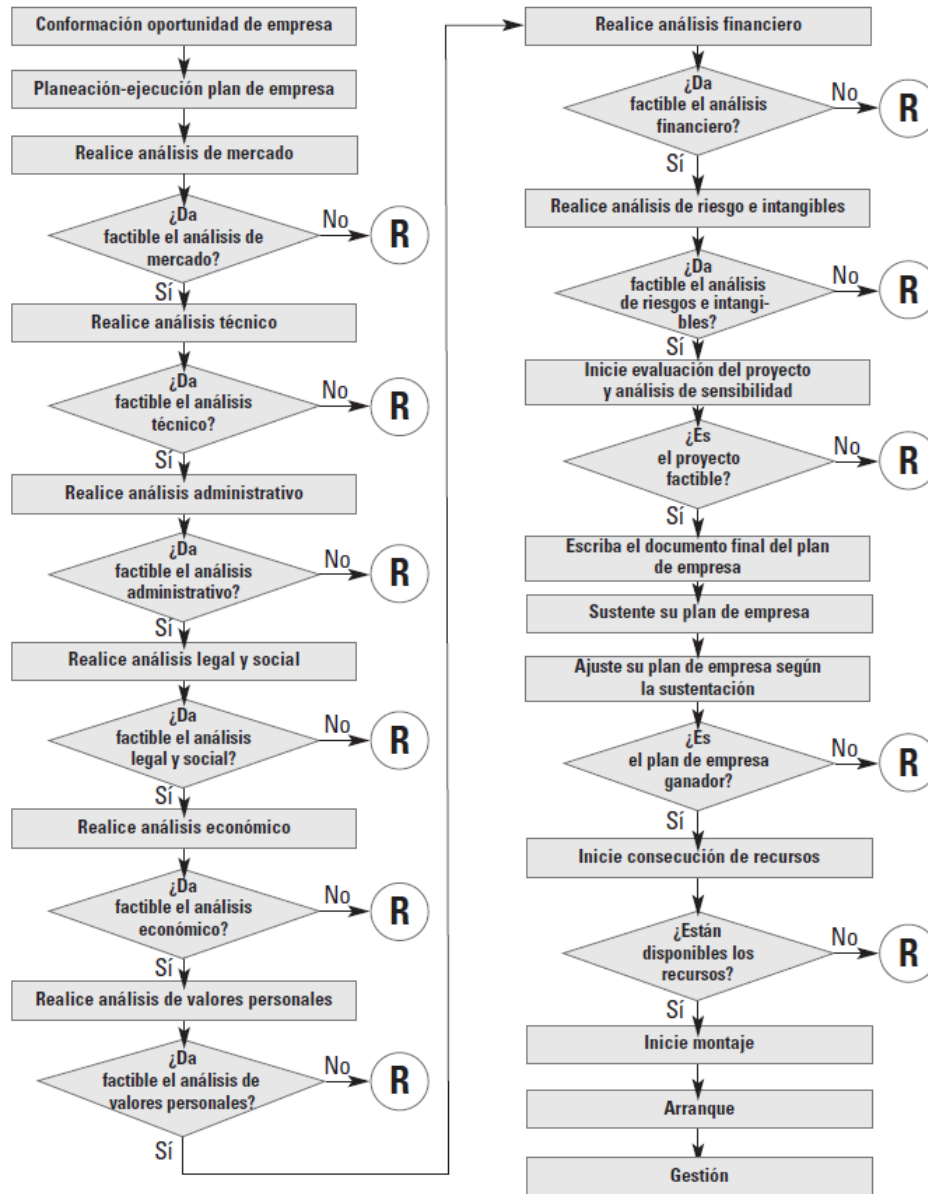 Conformación oportunidad de empresa
Planeación-ejecución plan de empresa
Realice análisis de mercado
¿Da
factible el análisis de
mercado?
No
R
Sí
Realice análisis técnico
¿Da
factible el análisis
técnico?
No
R
Sí
Realice análisis administrativo
¿Da
factible el análisis
administrativo?
No
R
Sí
Realice análisis legal y social
¿Da
factible el análisis
legal y social?
No
R
Sí
Realice análisis económico
¿Da
factible el análisis
económico?
No
R
Sí
Realice análisis de valores personales
¿Da
factible el análisis de
valores personales?
No
R
Sí
Realice análisis financiero
¿Da
factible el análisis
financiero?
No
R
Sí
Realice análisis de riesgo e intangibles
¿Da
factible el análisis
de riesgos e intangi-
bles?
No
R
Sí
Inicie evaluación del proyecto
y análisis de sensibilidad
¿Es
el proyecto
factible?
No
R
Sí
Escriba el documento final del plan
de empresa
Sustente su plan de empresa
Ajuste su plan de empresa según
la sustentación
¿Es
el plan de empresa
ganador?
No
R
Sí
Inicie consecución de recursos
¿Están
disponibles los
recursos?
No
R
Sí
Inicie montaje
Arranque
Gestión